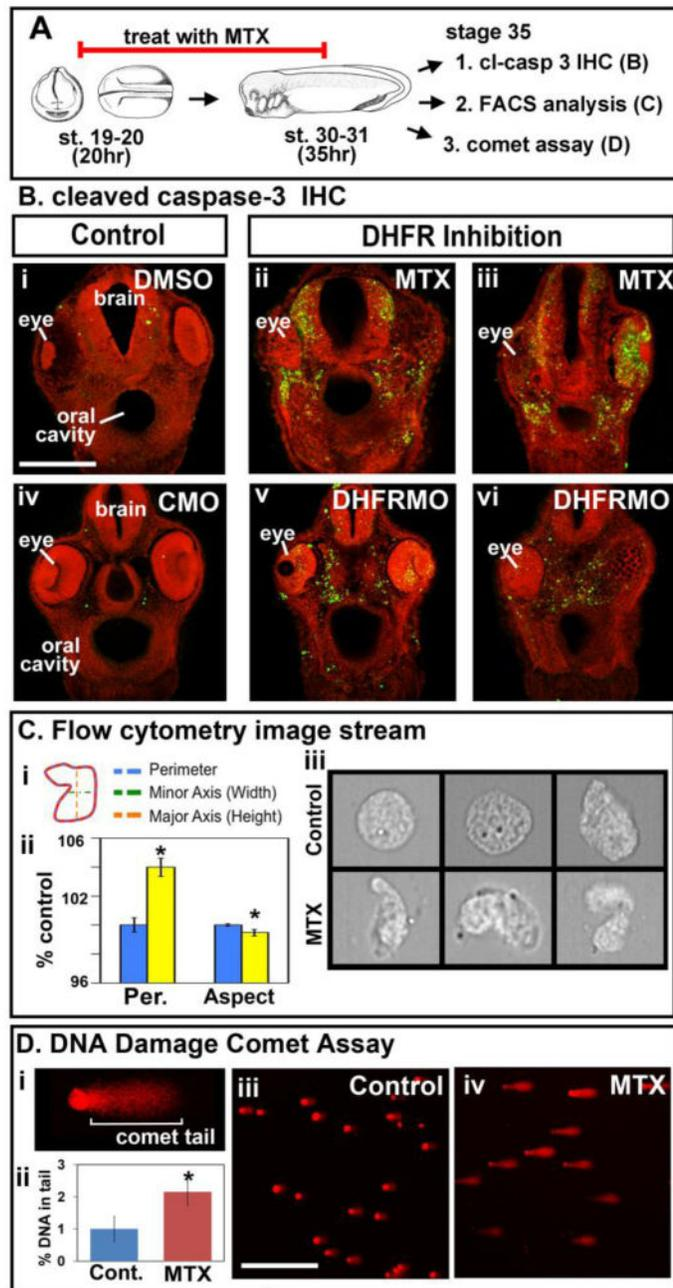 A
treat with MTX
stage 35
1. cl-casp 3 IHC (B)
2. FACS analysis (C)
3. comet assay (D)
st. 19-20
(20hr)
st. 30-31
(35hr)
B. cleaved caspase-3 IHC
Control
DHFR Inhibition
i
DMSO
brain
eye
oral
cavity
ii
MTX
eye
iii
MTX
eye
iv
CMO
brain
eye
oral
cavity
v
DHFRMO
eye
vi
DHFRMO
eye
C. Flow cytometry image stream
i
Perimeter
Minor Axis (Width)
Major Axis (Height)
ii
106
102
96
% control
*
*
Per.
Aspect
iii
Control
MTX
D. DNA Damage Comet Assay
i
comet tail
ii
% DNA in tail
3
2
1
0
*
Cont.
MTX
iii
Control
iv
MTX